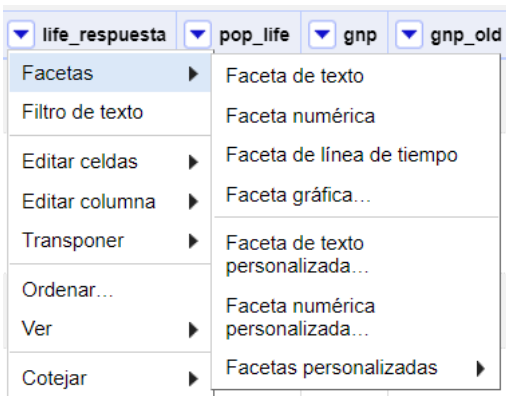 life_respuesta pop_life gnp gnp_old
Facetas
Filtro de texto
Editar celdas
Editar columna
Transponer
Ordenar…
Ver
Cotejar
Faceta de texto
Faceta numérica
Faceta de línea de tiempo
Faceta gráfica…
Faceta de texto
personalizada…
Faceta numérica
personalizada…
Facetas personalizadas